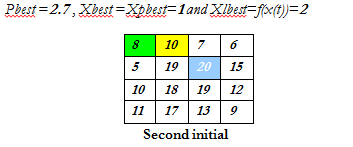 Pbest = 2.7, Xbest = Xpbest=1 and Xlbest=f(x(t))=2
8 10 7 6
5 19 20 15
10 18 19 12
11 17 13 9
Second initial